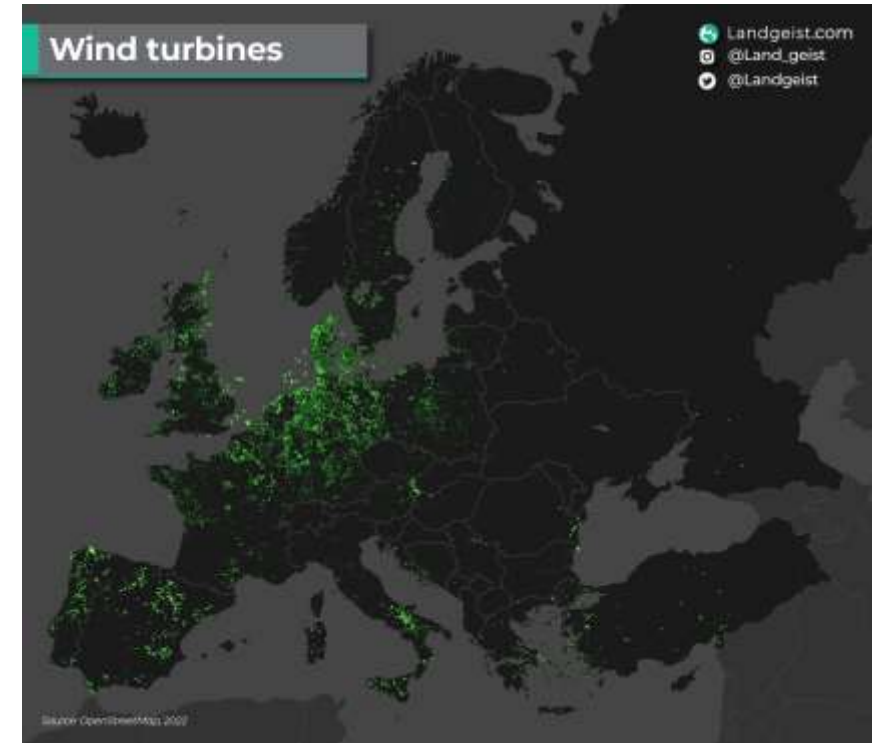 Wind turbines
Landgeist.com
@Land_geist
@Landgeist
Source: OpenStreetMap, 2022